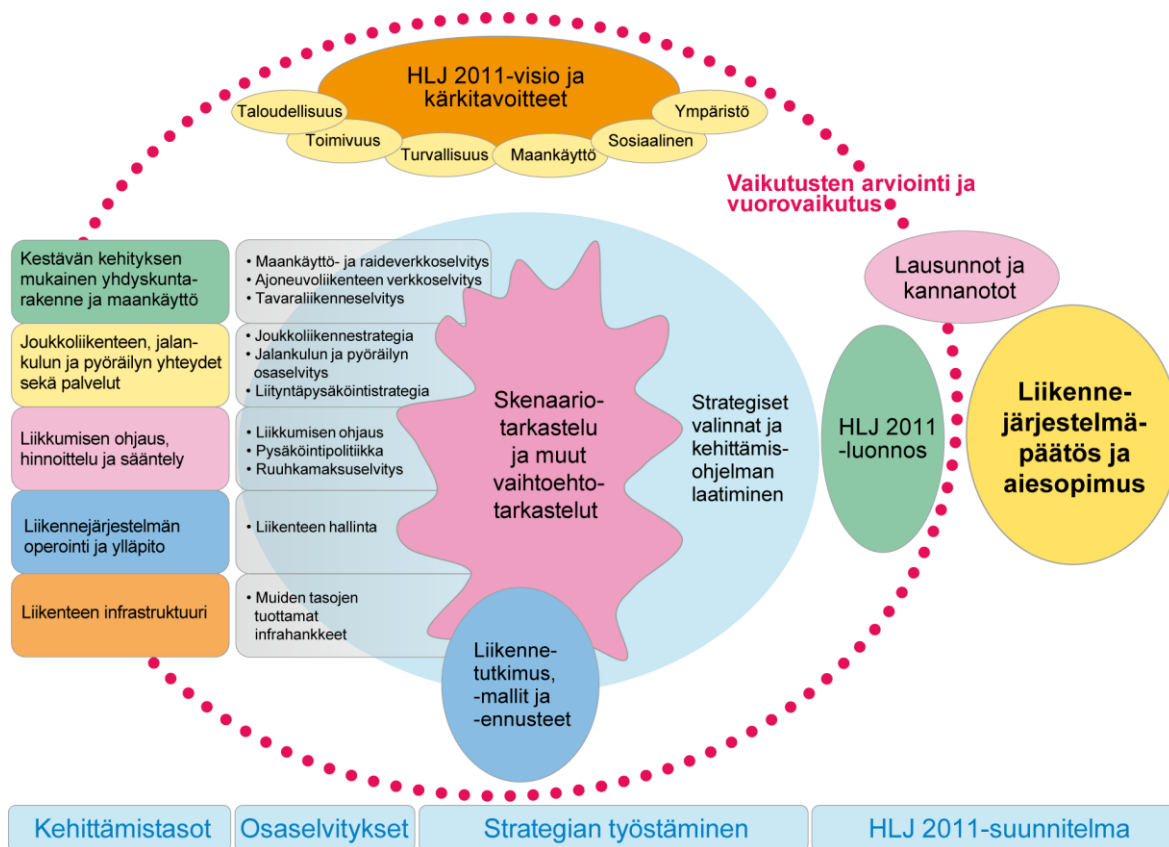 HLJ 2011-visio ja
kärkitavoitteet
Taloudellisuus
Toimivuus
Turvallisuus
Maankäyttö
Sosiaalinen
Ympäristö
Vaikutusten arviointi ja
vuorovaikutus
Kestävän kehityksen
mukainen yhdyskunta-
rakenne ja maankäyttö
• Maankäyttö- ja raideverkkoselvitys
• Ajoneuvoliikenteen verkkoselvitys
• Tavaraliikenneselvitys
Joukkoliikenteen, jalan-
kulun ja pyöräilyn yhteydet
sekä palvelut
• Joukkoliikennestrategia
• Jalankulun ja pyöräilyn
osaselvitys
• Liityntäpysäköintistrategia
Liikkumisen ohjaus,
hinnoittelu ja sääntely
• Liikkumisen ohjaus
• Pysäköintipolitiikka
• Ruuhkamaksuselvitys
Liikennejärjestelmän
operointi ja ylläpito
• Liikenteen hallinta
Liikenteen infrastruktuuri
• Muiden tasojen
tuottamat
infrahankkeet
Skenaario-
tarkastelu
ja muut
vaihtoehto-
tarkastelut
Liikenne-
tutkimus,
-mallit ja
-ennusteet
Strategiset
valinnat ja
kehittämis-
ohjelman
laatiminen
HLJ 2011
-luonnos
Lausunnot ja
kannanotot
Liikenne-
järjestelmä-
päätös ja
aiesopimus
Kehittämistasot
Osaselvitykset
Strategian työstäminen
HLJ 2011-suunnitelma